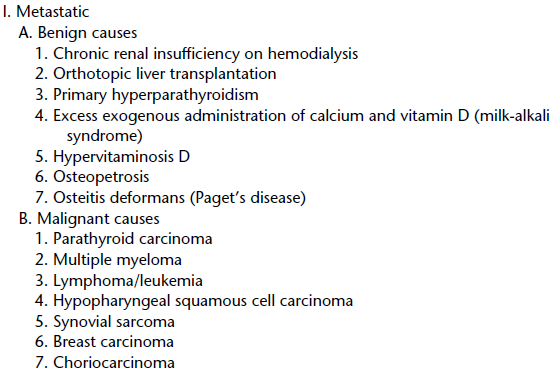 I. Metastatic
A. Benign causes
1. Chronic renal insufficiency on hemodialysis
2. Orthotopic liver transplantation
3. Primary hyperparathyroidism
4. Excess exogenous administration of calcium and vitamin D (milk-alkali
syndrome)
5. Hypervitaminosis D
6. Osteopetrosis
7. Osteitis deformans (Paget’s disease)
B. Malignant causes
1. Parathyroid carcinoma
2. Multiple myeloma
3. Lymphoma/leukemia
4. Hypopharyngeal squamous cell carcinoma
5. Synovial sarcoma
6. Breast carcinoma
7. Choriocarcinoma